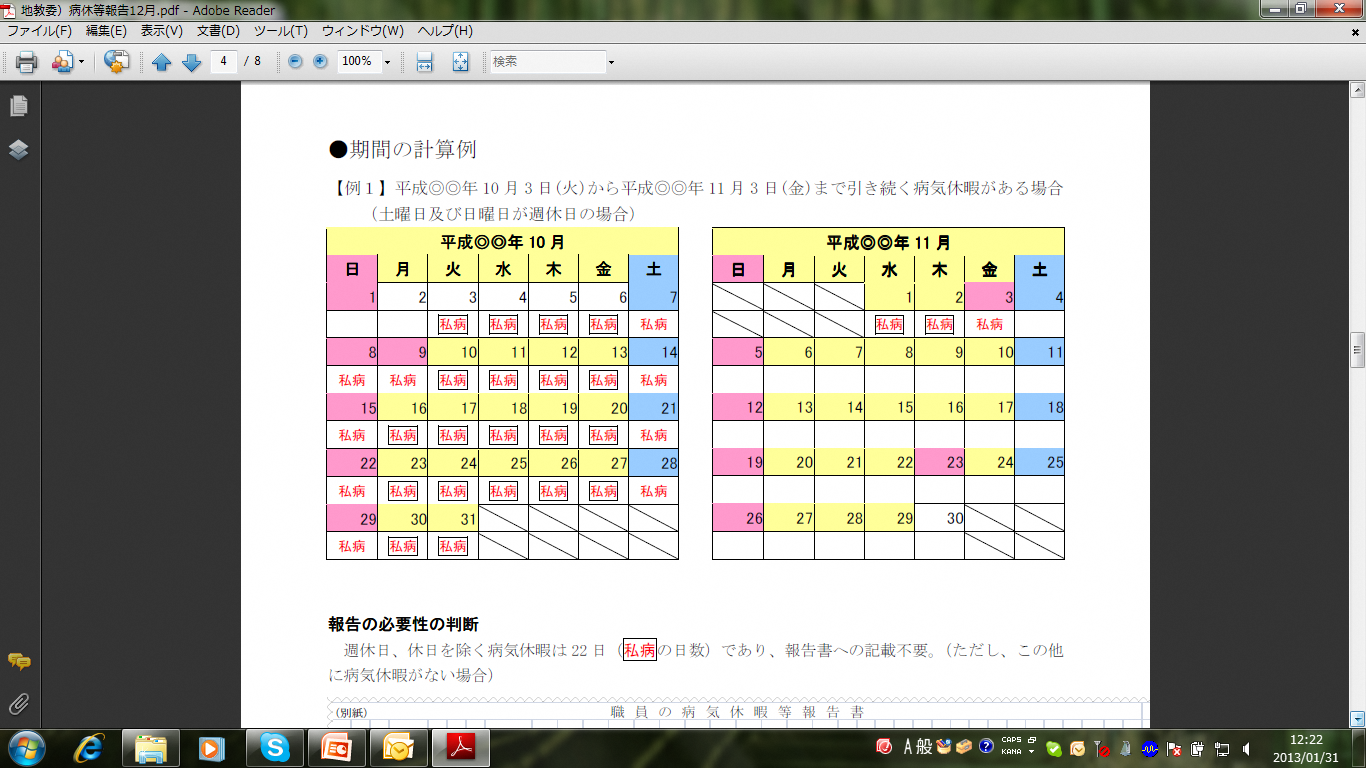 地教委）病休等報告12月.pdf - Adobe Reader
ファイル(F) 編集(E) 表示(V) 文書(D) ツール(T) ウィンドウ(W) ヘルプ(H)
4 / 8 100% 検索
●期間の計算例
【例１】平成◎◎年 10 月 3 日(火)から平成◎◎年 11 月 3 日(金)まで引き続く病気休暇がある場合
（土曜日及び日曜日が週休日の場合）
平成◎◎年 10 月
日 月 火 水 木 金 土
1 2 3 4 5 6 7
私病 私病 私病 私病 私病
8 9 10 11 12 13 14
私病 私病 私病 私病 私病 私病 私病
15 16 17 18 19 20 21
私病 私病 私病 私病 私病 私病 私病
22 23 24 25 26 27 28
私病 私病 私病 私病 私病 私病 私病
29 30 31
私病 私病 私病
平成◎◎年 11 月
日 月 火 水 木 金 土
1 2 3 4
私病 私病 私病
5 6 7 8 9 10 11
12 13 14 15 16 17 18
19 20 21 22 23 24 25
26 27 28 29 30
報告の必要性の判断
週休日、休日を除く病気休暇は 22 日（私病の日数）であり、報告書への記載不要。（ただし、この他
に病気休暇がない場合）
（別紙） 職員の病気休暇等報告書
A 般 CAPS KANA
12:22
2013/01/31